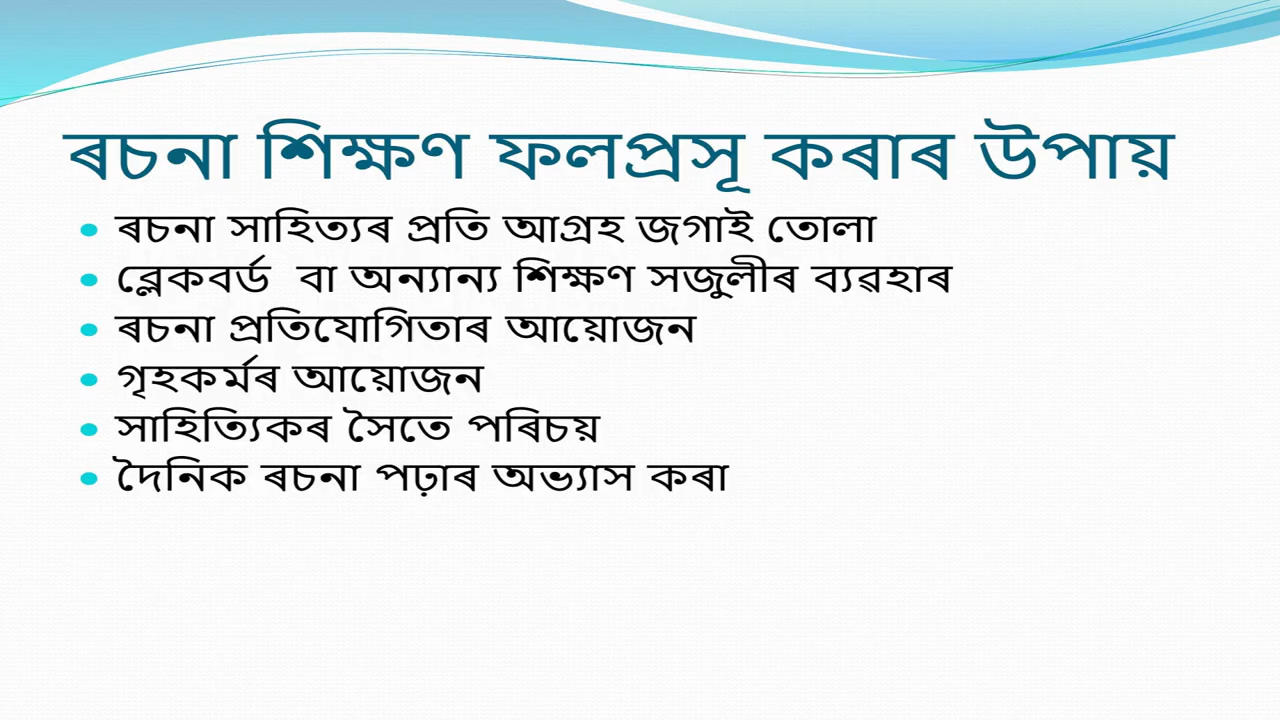 ৰচনা শিক্ষণ ফলপ্ৰসূ কৰাৰ উপায়
ৰচনা সাহিত্যৰ প্ৰতি আগ্ৰহ জগাই তোলা
ব্লেকবৰ্ড বা অন্যান্য শিক্ষণ সজুলীৰ ব্যৱহাৰ
ৰচনা প্ৰতিযোগিতাৰ আয়োজন
গৃহকৰ্মৰ আয়োজন
সাহিত্যিকৰ সৈতে পৰিচয়
দৈনিক ৰচনা পঢ়াৰ অভ্যাস কৰা